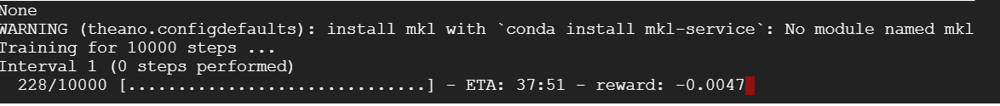 None
WARNING (theano.configdefaults): install mkl with `conda install mkl-service`: No module named mkl
Training for 10000 steps ...
Interval 1 (0 steps performed)
228/10000 [..............................] - ETA: 37:51 - reward: -0.0047